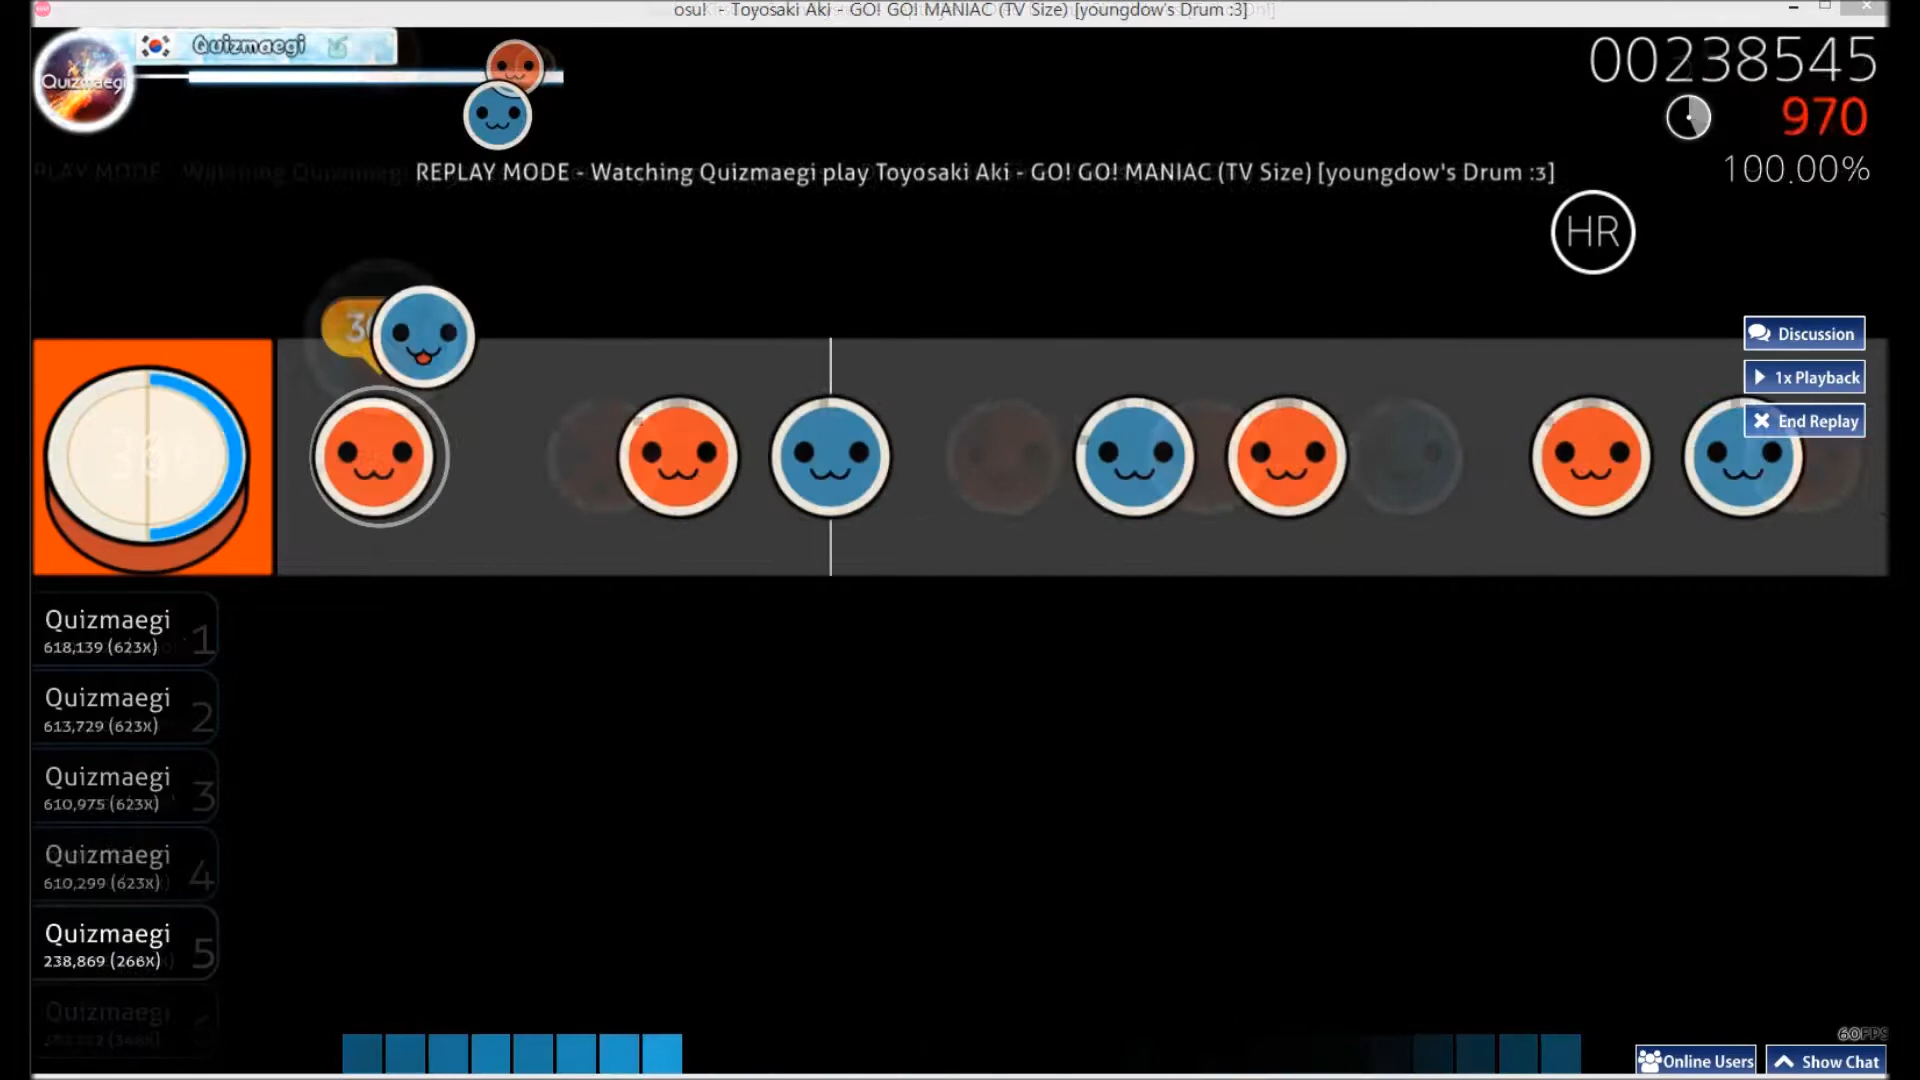 osu! - Toyosaki Aki - GO! GO! MANIAC (TV Size) [youngdow's Drum :3]
Quizmaegi
Quizmaegi
00238545
970
100.00%
REPLAY MODE - Watching Quizmaegi play Toyosaki Aki - GO! GO! MANIAC (TV Size) [youngdow's Drum :3]
HR
Discussion
1x Playback
End Replay
Quizmaegi
618,139 (623x) 1
Quizmaegi
613,729 (623x) 2
Quizmaegi
610,975 (623x) 3
Quizmaegi
610,299 (623x) 4
Quizmaegi
238,869 (266x) 5
Quizmaegi
60FPS
Online Users
Show Chat